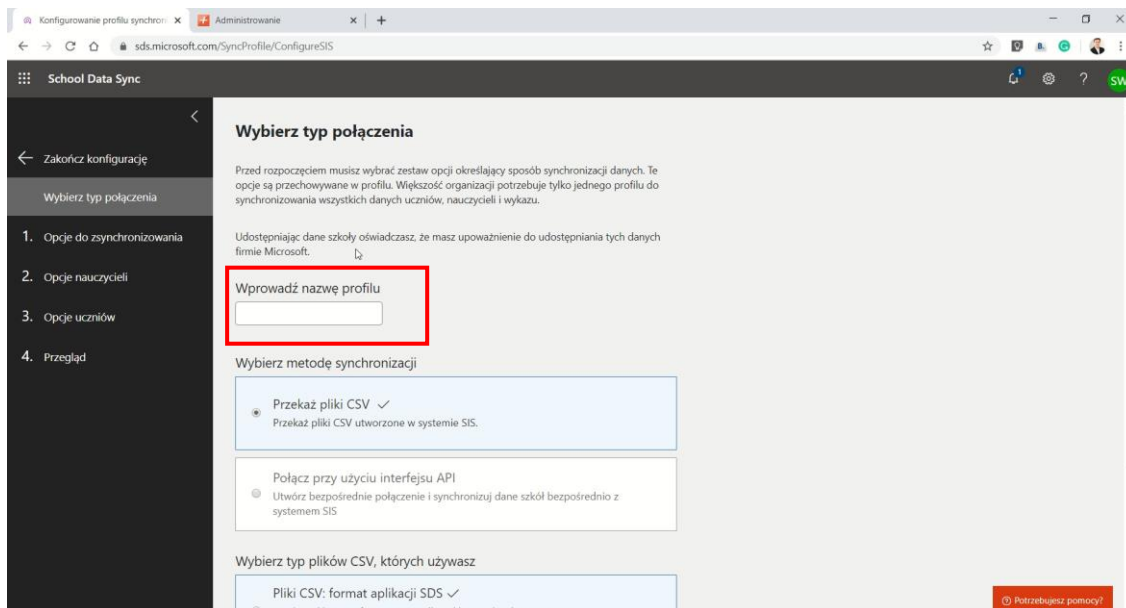 Konfigurowanie profilu synchroni
Administrowanie
sds.microsoft.com/SyncProfile/ConfigureSIS
School Data Sync
1
?
SW
Zakończ konfigurację
Wybierz typ połączenia
1. Opcje do zsynchronizowania
2. Opcje nauczycieli
3. Opcje uczniów
4. Przegląd
Wybierz typ połączenia
Przed rozpoczęciem musisz wybrać zestaw opcji określający sposób synchronizacji danych. Te
opcje są przechowywane w profilu. Większość organizacji potrzebuje tylko jednego profilu do
synchronizowania wszystkich danych uczniów, nauczycieli i wykazu.
Udostępniając dane szkoły oświadczasz, że masz upoważnienie do udostępniania tych danych
firmie Microsoft.
Wprowadź nazwę profilu
Wybierz metodę synchronizacji
Przekaż pliki CSV
Przekaż pliki CSV utworzone w systemie SIS.
Połącz przy użyciu interfejsu API
Utwórz bezpośrednie połączenie i synchronizuj dane szkół bezpośrednio z
systemem SIS
Wybierz typ plików CSV, których używasz
Pliki CSV: format aplikacji SDS
Potrzebujesz pomocy?